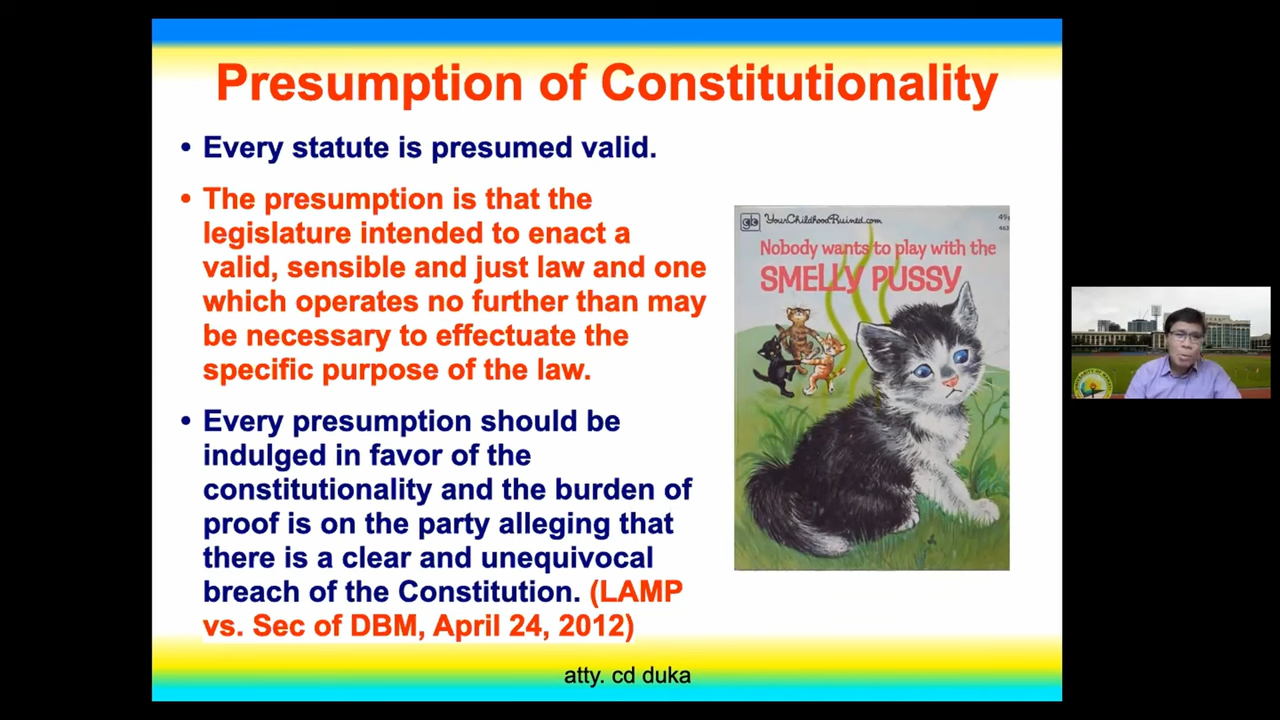 Presumption of Constitutionality
• Every statute is presumed valid.
• The presumption is that the
legislature intended to enact a
valid, sensible and just law and one
which operates no further than may
be necessary to effectuate the
specific purpose of the law.
• Every presumption should be
indulged in favor of the
constitutionality and the burden of
proof is on the party alleging that
there is a clear and unequivocal
breach of the Constitution. (LAMP
vs. Sec of DBM, April 24, 2012)
YourChildhoodRuined.com
Nobody wants to play with the
SMELLY PUSSY
atty. cd duka